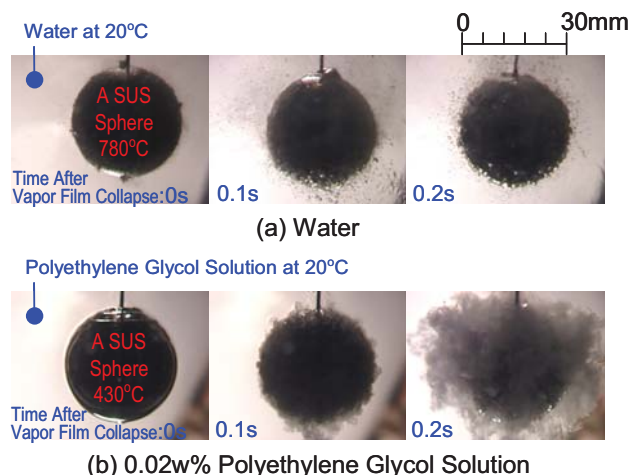 Water at 20ºC
0 30mm
A SUS
Sphere
780ºC
Time After
Vapor Film Collapse:0s
0.1s
0.2s
(a) Water
Polyethylene Glycol Solution at 20ºC
A SUS
Sphere
430ºC
Time After
Vapor Film Collapse:0s
0.1s
0.2s
(b) 0.02w% Polyethylene Glycol Solution